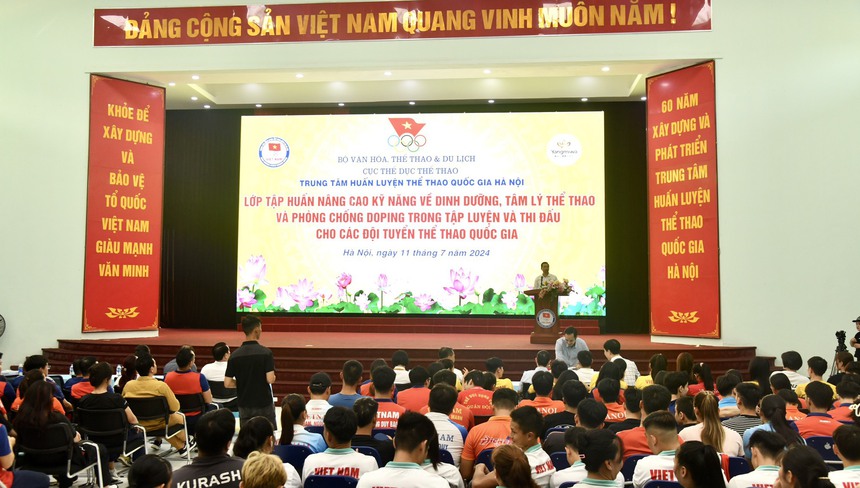 ĐẢNG CỘNG SẢN VIỆT NAM QUANG VINH MUÔN NĂM !
KHỎE ĐỂ
XÂY DỰNG
VÀ
BẢO VỆ
TỔ QUỐC
VIỆT NAM
GIÀU MẠNH
VĂN MINH
BỘ VĂN HÓA, THỂ THAO & DU LỊCH
CỤC THỂ DỤC THỂ THAO
TRUNG TÂM HUẤN LUYỆN THỂ THAO QUỐC GIA HÀ NỘI
LỚP TẬP HUẤN NÂNG CAO KỸ NĂNG VỀ DINH DƯỠNG, TÂM LÝ THỂ THAO
VÀ PHÒNG CHỐNG DOPING TRONG TẬP LUYỆN VÀ THI ĐẤU
CHO CÁC ĐỘI TUYỂN THỂ THAO QUỐC GIA
Hà Nội, ngày 11 tháng 7 năm 2024
60 NĂM
XÂY DỰNG VÀ
PHÁT TRIỂN
TRUNG TÂM
HUẤN LUYỆN
THỂ THAO
QUỐC GIA
HÀ NỘI
KURASH
VIỆT NAM
VIETNAM
VIETNAM